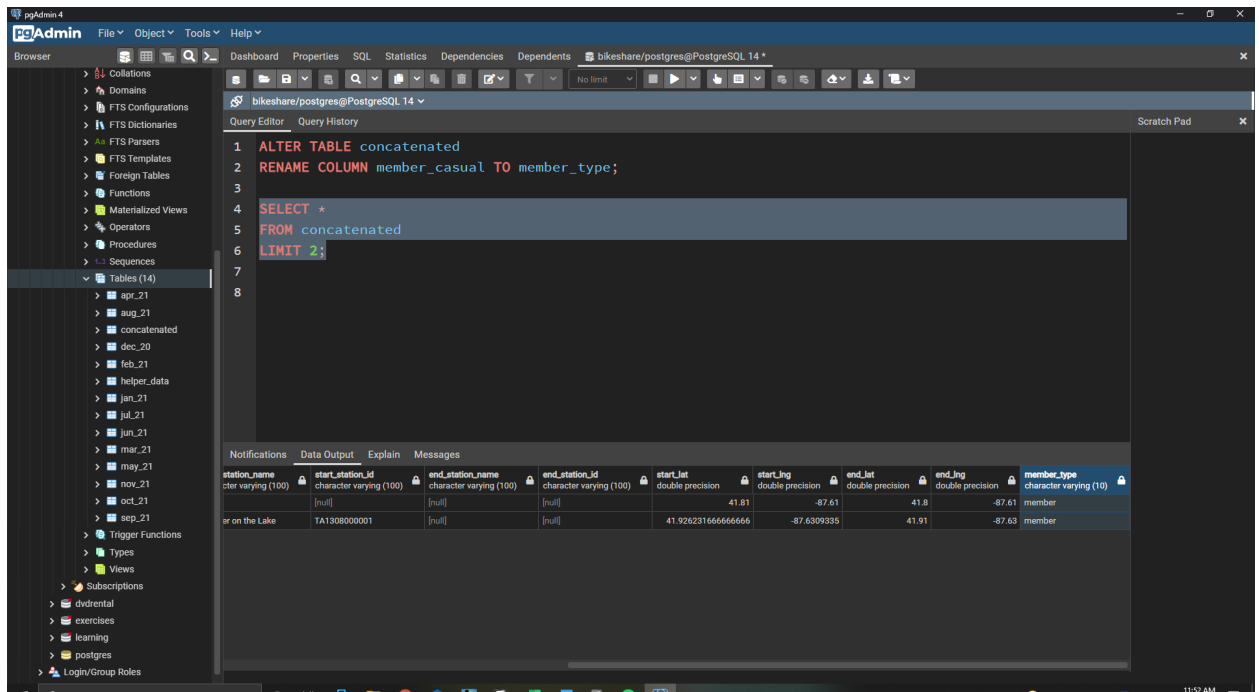 pgAdmin 4
pgAdmin File Object Tools Help
Browser Dashboard Properties SQL Statistics Dependencies Dependents bikeshare/postgres@PostgreSQL 14 *
No limit
bikeshare/postgres@PostgreSQL 14
Query Editor Query History Scratch Pad
1 ALTER TABLE concatenated
2 RENAME COLUMN member_casual TO member_type;
3
4 SELECT *
5 FROM concatenated
6 LIMIT 2;
7
8
Collations
Domains
FTS Configurations
FTS Dictionaries
Aa FTS Parsers
FTS Templates
Foreign Tables
Functions
Materialized Views
Operators
Procedures
1..3 Sequences
Tables (14)
apr_21
aug_21
concatenated
dec_20
feb_21
helper_data
jan_21
jul_21
jun_21
mar_21
may_21
nov_21
oct_21
sep_21
Trigger Functions
Types
Views
Subscriptions
dvdrental
exercises
learning
postgres
Login/Group Roles
Notifications Data Output Explain Messages
station_name start_station_id end_station_name end_station_id start_lat start_lng end_lat end_lng member_type
cter varying (100) character varying (100) character varying (100) character varying (100) double precision double precision double precision double precision character varying (10)
[null] [null] [null] 41.81 -87.61 41.8 -87.61 member
er on the Lake TA1308000001 [null] [null] 41.926231666666666 -87.6309335 41.91 -87.63 member
11:52 AM